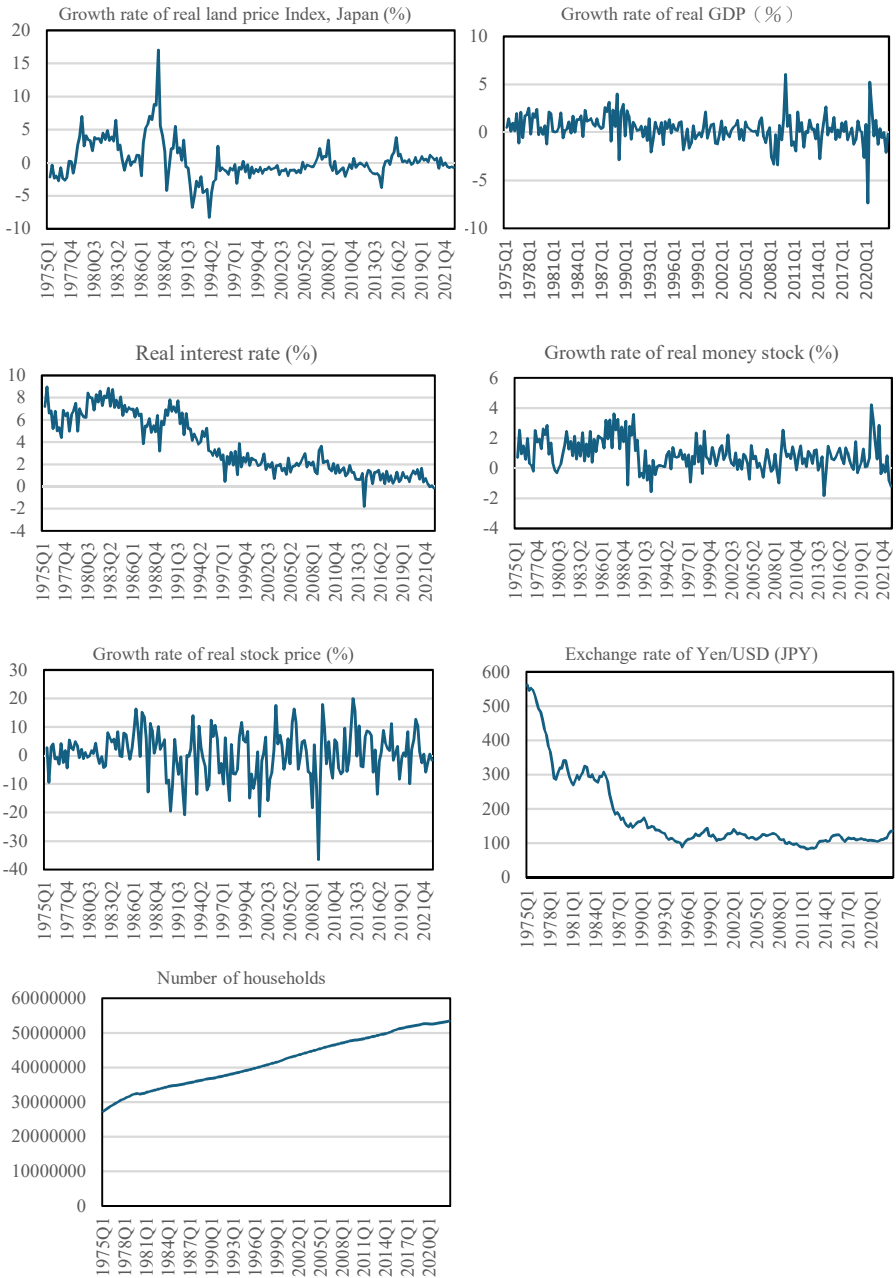 Growth rate of real land price Index, Japan (%)
20
15
10
5
0
-5
-10
1975Q1
1977Q4
1980Q3
1983Q2
1986Q1
1988Q4
1991Q3
1994Q2
1997Q1
1999Q4
2002Q3
2005Q2
2008Q1
2010Q4
2013Q3
2016Q2
2019Q1
2021Q4
Growth rate of real GDP（％）
10
5
0
-5
-10
1975Q1
1978Q1
1981Q1
1984Q1
1987Q1
1990Q1
1993Q1
1996Q1
1999Q1
2002Q1
2005Q1
2008Q1
2011Q1
2014Q1
2017Q1
2020Q1
Real interest rate (%)
10
8
6
4
2
0
-2
-4
1975Q1
1977Q4
1980Q3
1983Q2
1986Q1
1988Q4
1991Q3
1994Q2
1997Q1
1999Q4
2002Q3
2005Q2
2008Q1
2010Q4
2013Q3
2016Q2
2019Q1
2021Q4
Growth rate of real money stock (%)
6
4
2
0
-2
-4
1975Q1
1977Q4
1980Q3
1983Q2
1986Q1
1988Q4
1991Q3
1994Q2
1997Q1
1999Q4
2002Q3
2005Q2
2008Q1
2010Q4
2013Q3
2016Q2
2019Q1
2021Q4
Growth rate of real stock price (%)
30
20
10
0
-10
-20
-30
-40
1975Q1
1977Q4
1980Q3
1983Q2
1986Q1
1988Q4
1991Q3
1994Q2
1997Q1
1999Q4
2002Q3
2005Q2
2008Q1
2010Q4
2013Q3
2016Q2
2019Q1
2021Q4
Exchange rate of Yen/USD (JPY)
600
500
400
300
200
100
0
1975Q1
1978Q1
1981Q1
1984Q1
1987Q1
1990Q1
1993Q1
1996Q1
1999Q1
2002Q1
2005Q1
2008Q1
2011Q1
2014Q1
2017Q1
2020Q1
Number of households
60000000
50000000
40000000
30000000
20000000
10000000
0
1975Q1
1978Q1
1981Q1
1984Q1
1987Q1
1990Q1
1993Q1
1996Q1
1999Q1
2002Q1
2005Q1
2008Q1
2011Q1
2014Q1
2017Q1
2020Q1